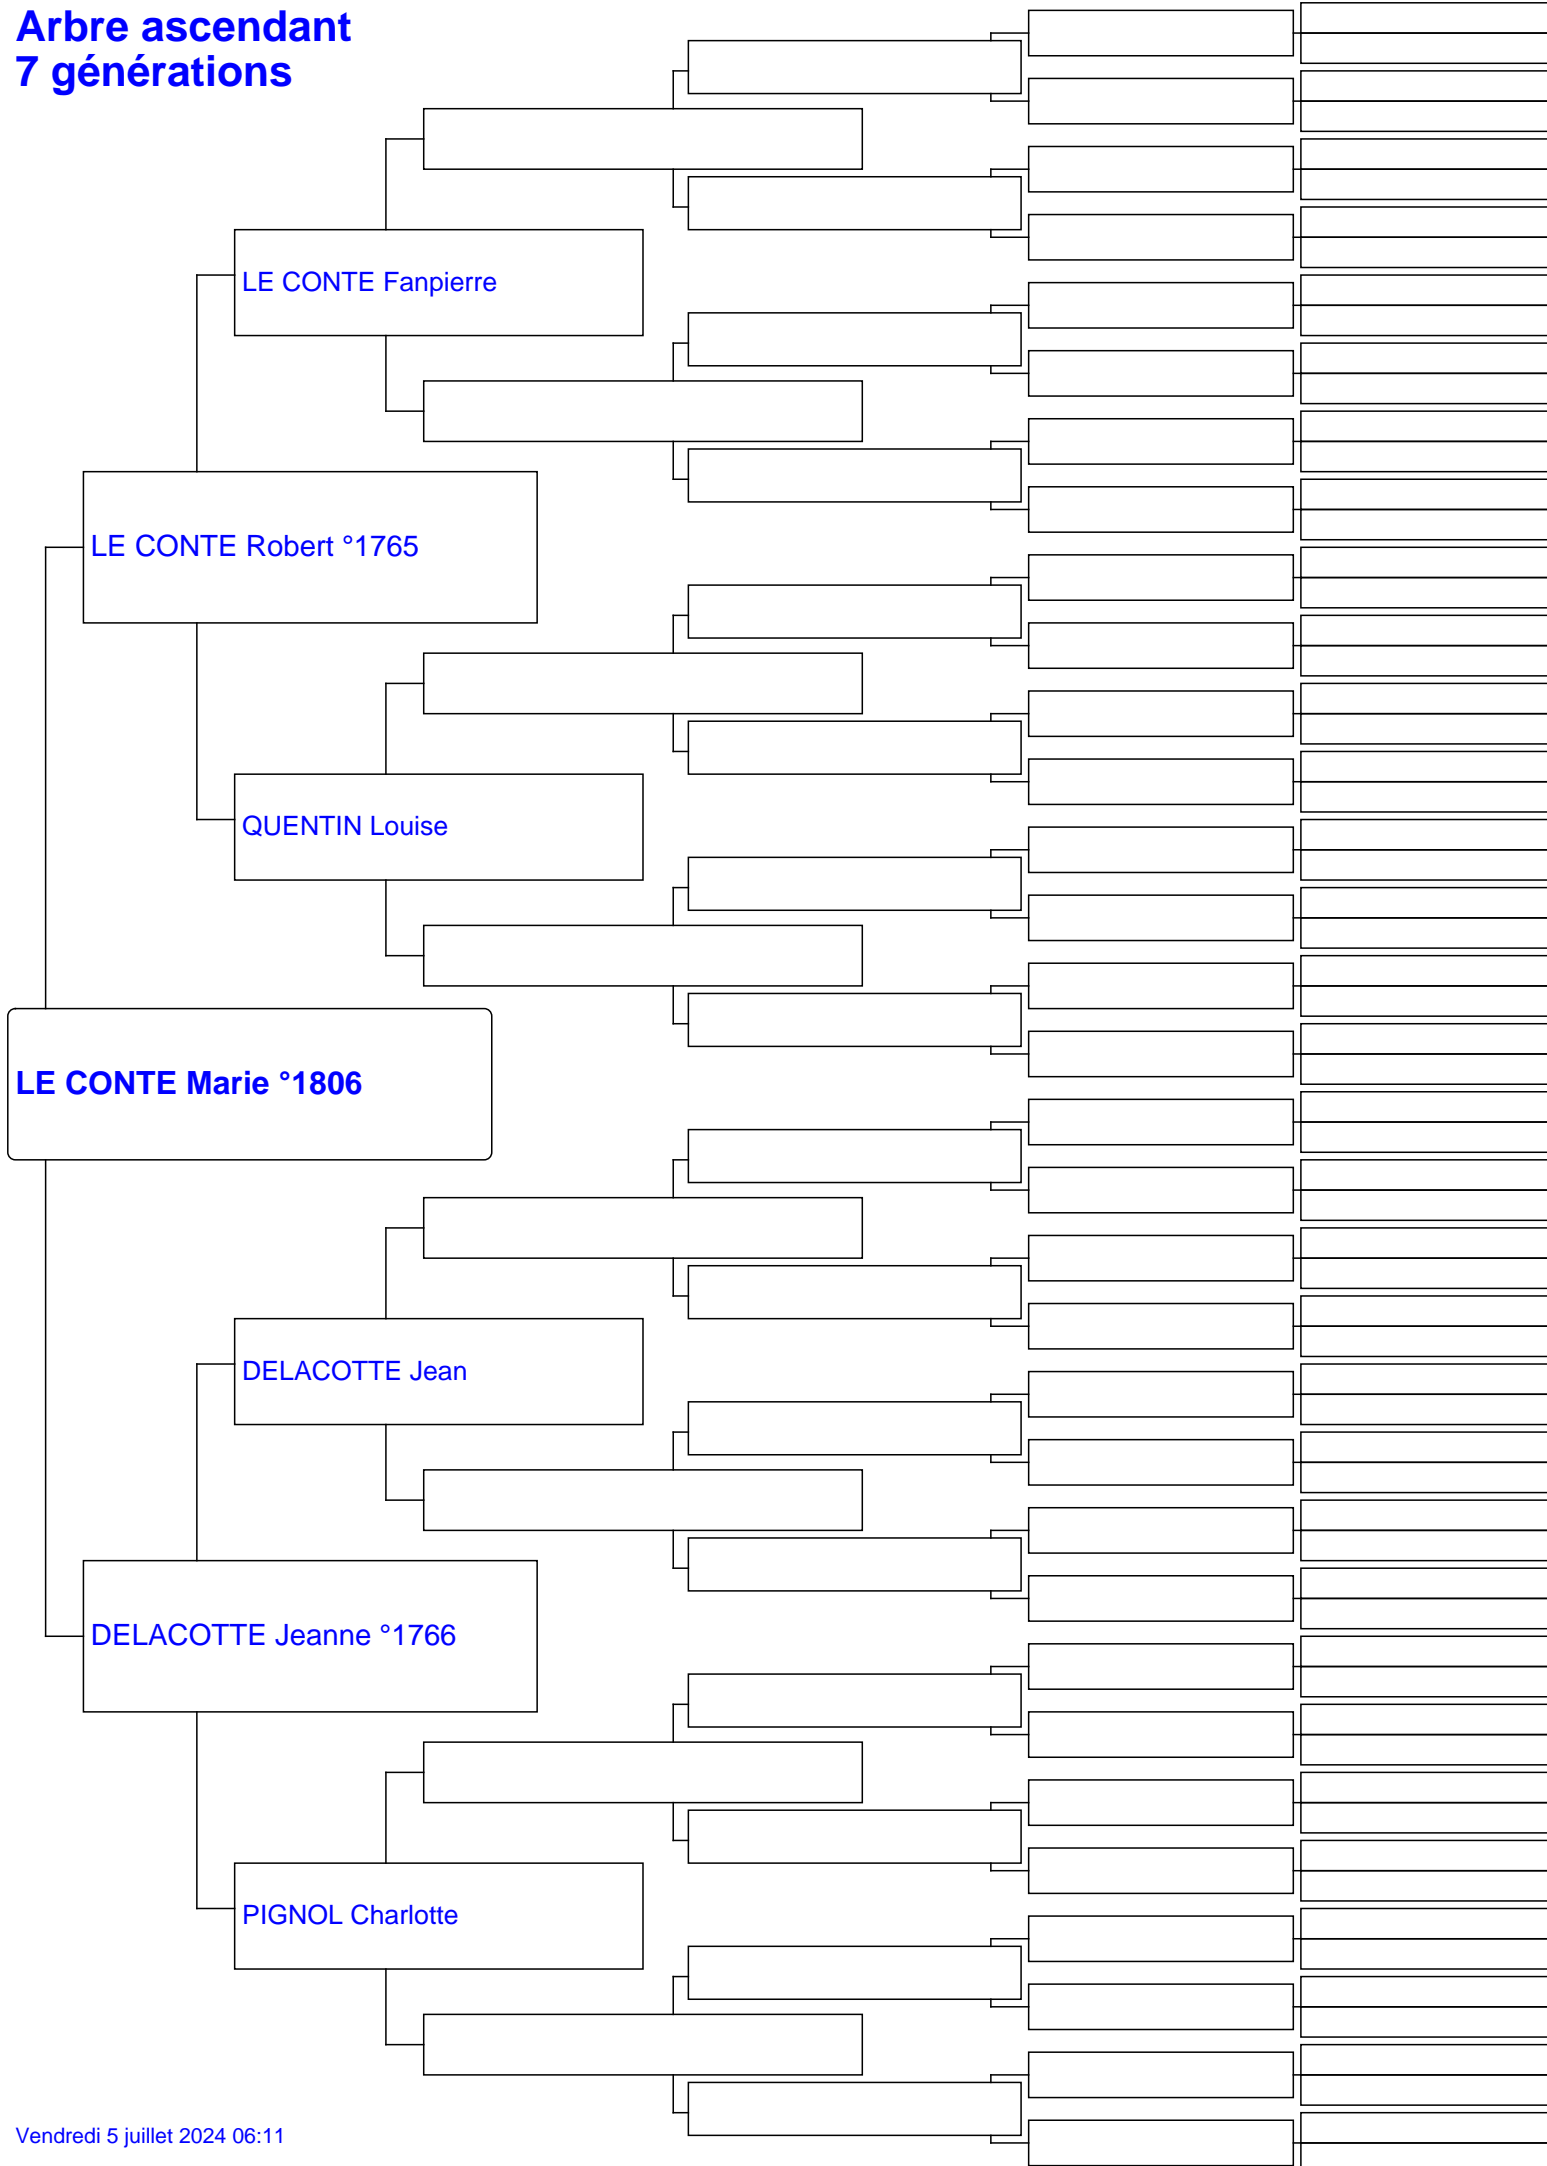 Arbre ascendant
7 générations
LE CONTE Fanpierre
LE CONTE Robert °1765
QUENTIN Louise
LE CONTE Marie °1806
DELACOTTE Jean
DELACOTTE Jeanne °1766
PIGNOL Charlotte
Vendredi 5 juillet 2024 06:11